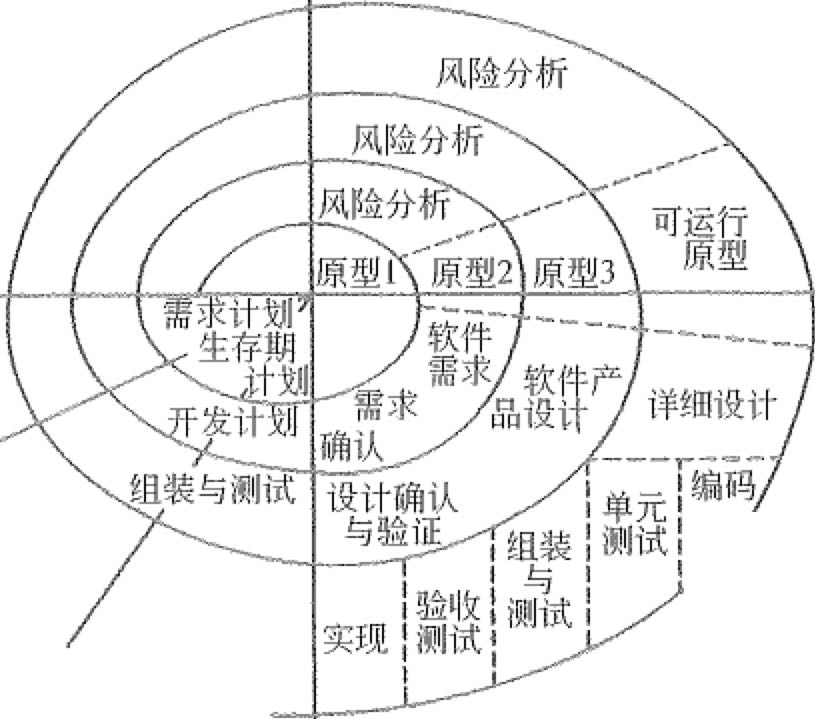 风险分析
风险分析
风险分析
可运行
原型
原型1
原型2
原型3
需求计划
生存期
计划
软件
需求
软件产
品设计
详细设计
需求
确认
开发计划
组装与测试
设计确认
与验证
编码
单元
测试
组装
与
测试
验收
测试
实现